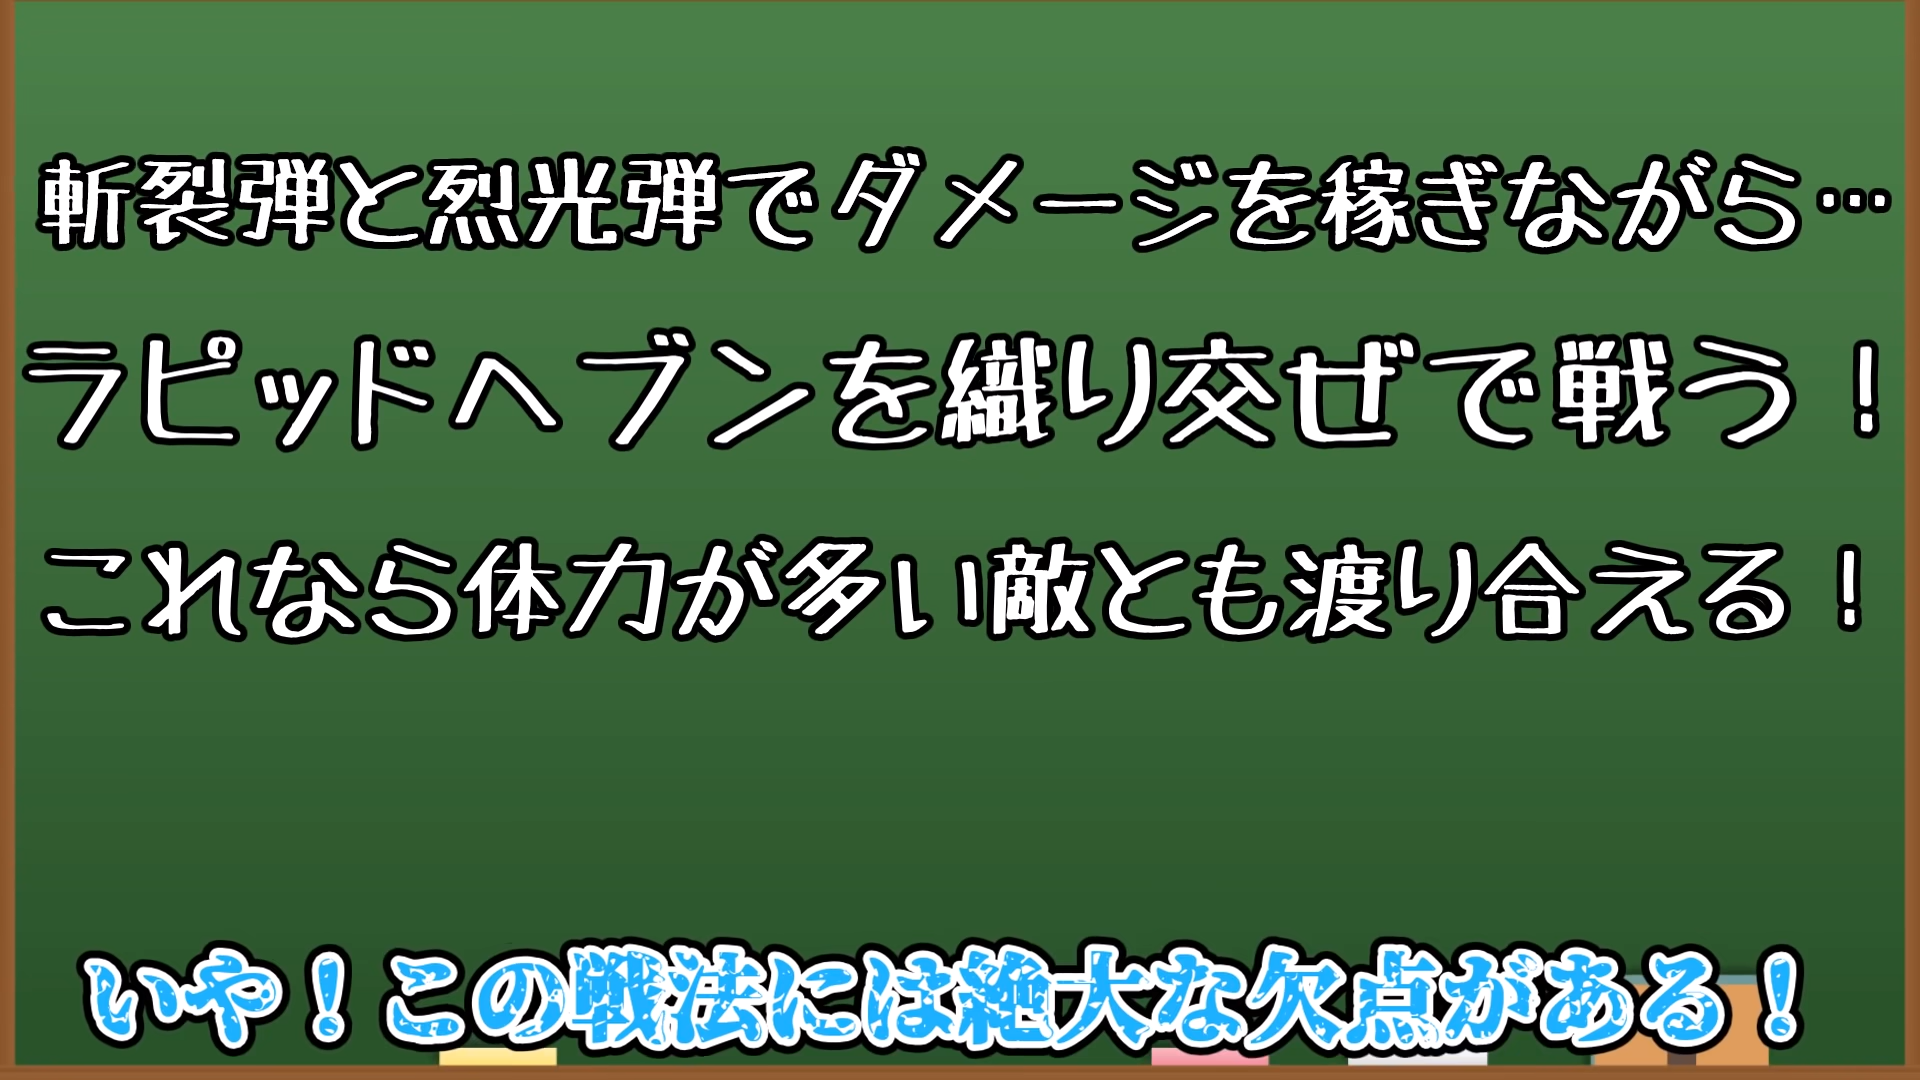 斬裂弾と烈光弾でダメージを稼ぎながら…
ラピッドヘブンを織り交ぜで戦う！
これなら体力が多い敵とも渡り合える！
いや！この戦法には絶大な欠点がある！